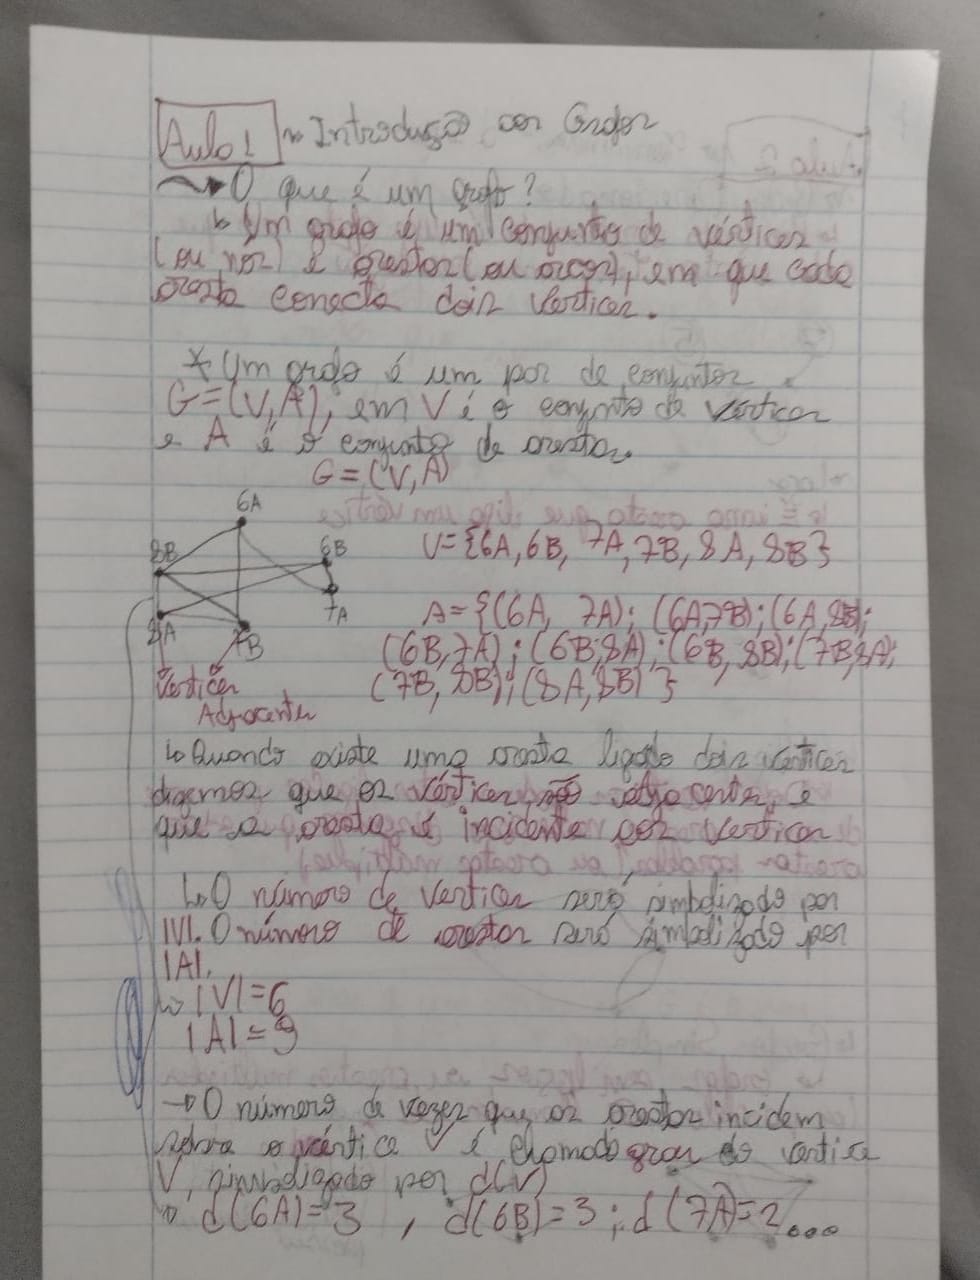 Aula 1 ~ Introdução aos Grafos
O que é um grafo?
↳ Um grafo é um conjunto de vértices
(ou nós) e arestas (ou arcos), em que cada
aresta conecta dois vertices.
* Um grafo é um par de conjuntos
G=(V,A), em V é o conjunto de vértices
e A é o conjunto de arestas.
G=(V,A)
6A
8B
6B
7A
8A
7B
V={6A,6B, 7A,7B, 8A, 8B}
A={(6A, 7A); (6A,7B);(6A,8B);
(6B,7A); (6B,8A);(6B, 8B);(7B,8A);
(7B, 8B);(8A,8B)}
Vertices
Adjacentes
↳ Quando existe uma aresta ligado dois vértices
dizemos que os vértices são adjacentes, e
que a aresta é incidente aos vertices
↳ O número de vertices será simbolizado por
|V|. O número de arestas será simbolizado por
|A|.
↳ |V|=6
|A|=9
→ O número de vezes que as arestas incidem
sobre o vértice V é chamado grau do vertice
V, simbolizado por d(v)
d(6A)=3 , d(6B)=3 ; d(7A)=2...